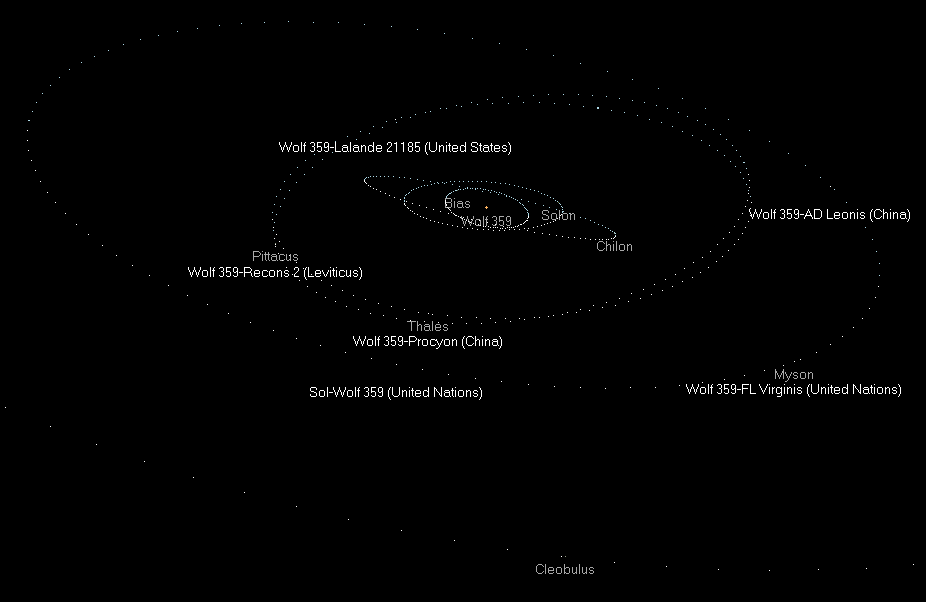 Wolf 359-Lalande 21185 (United States)
Bias
Wolf 359
Solon
Wolf 359-AD Leonis (China)
Chilon
Pittacus
Wolf 359-Recons 2 (Leviticus)
Thales
Wolf 359-Procyon (China)
Myson
Wolf 359-FL Virginis (United Nations)
Sol-Wolf 359 (United Nations)
Cleobulus